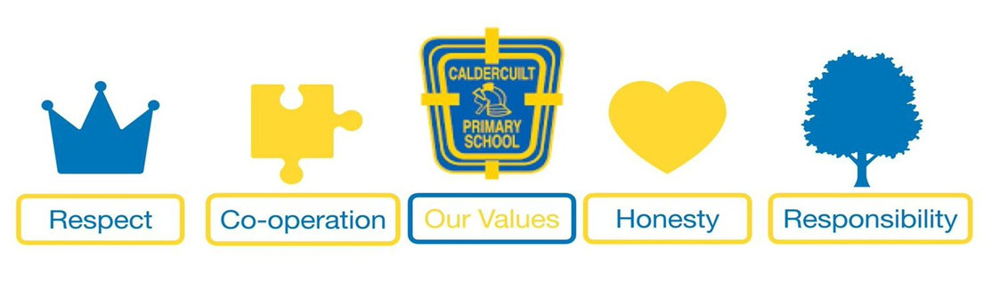 CALDERCUILT
PRIMARY
SCHOOL
Respect
Co-operation
Our Values
Honesty
Responsibility